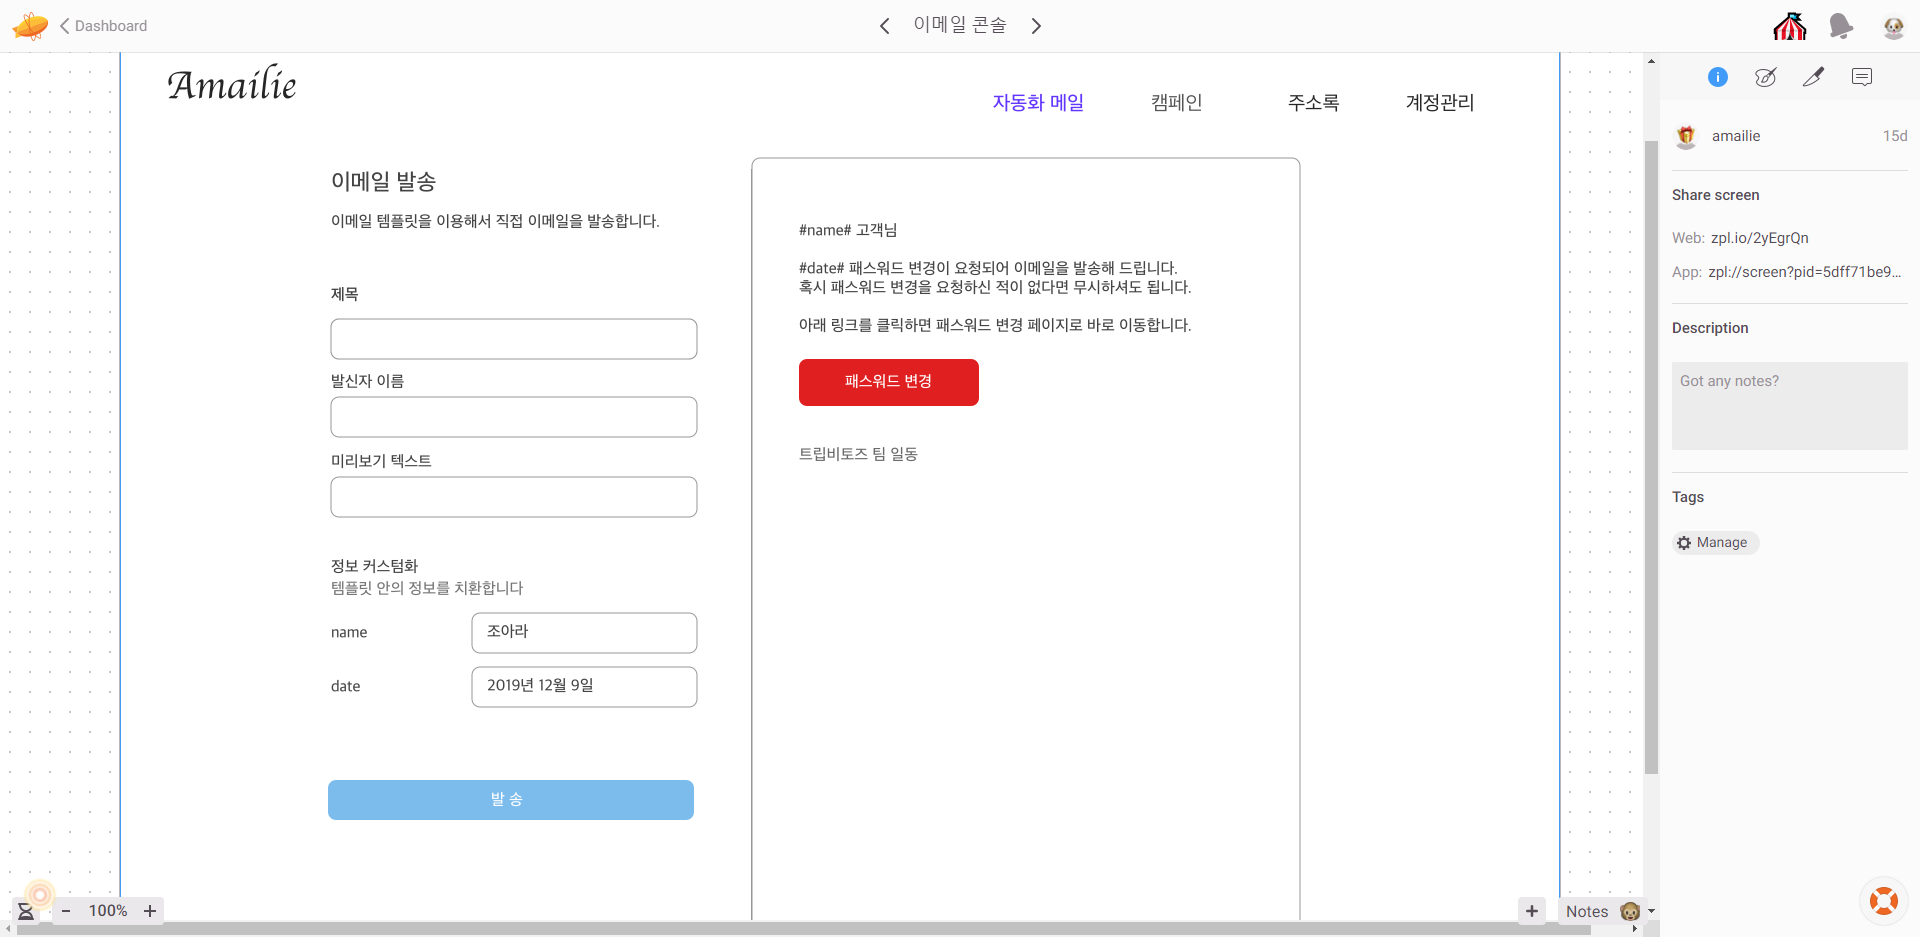 Dashboard
이메일 콘솔
Amailie
자동화 메일
캠페인
주소록
계정관리
이메일 발송
이메일 템플릿을 이용해서 직접 이메일을 발송합니다.
제목
발신자 이름
미리보기 텍스트
정보 커스텀화
템플릿 안의 정보를 치환합니다
name
조아라
date
2019년 12월 9일
발 송
#name# 고객님
#date# 패스워드 변경이 요청되어 이메일을 발송해 드립니다.
혹시 패스워드 변경을 요청하신 적이 없다면 무시하셔도 됩니다.
아래 링크를 클릭하면 패스워드 변경 페이지로 바로 이동합니다.
패스워드 변경
트립비토즈 팀 일동
amailie
15d
Share screen
Web: zpl.io/2yEgrQn
App: zpl://screen?pid=5dff71be9...
Description
Got any notes?
Tags
Manage
100%
Notes